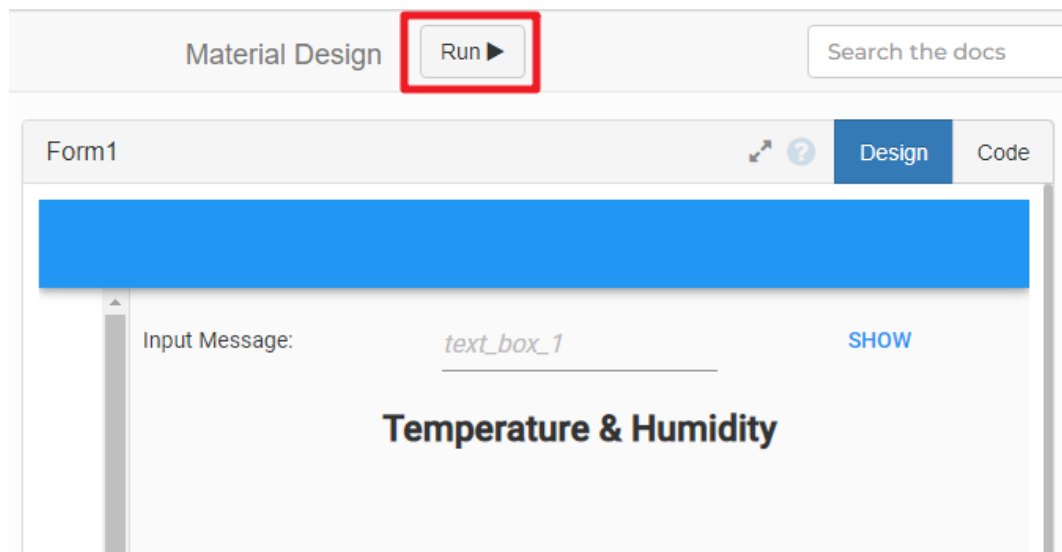 Material Design
Run
Search the docs
Form1
Design
Code
Input Message:
text_box_1
SHOW
Temperature & Humidity